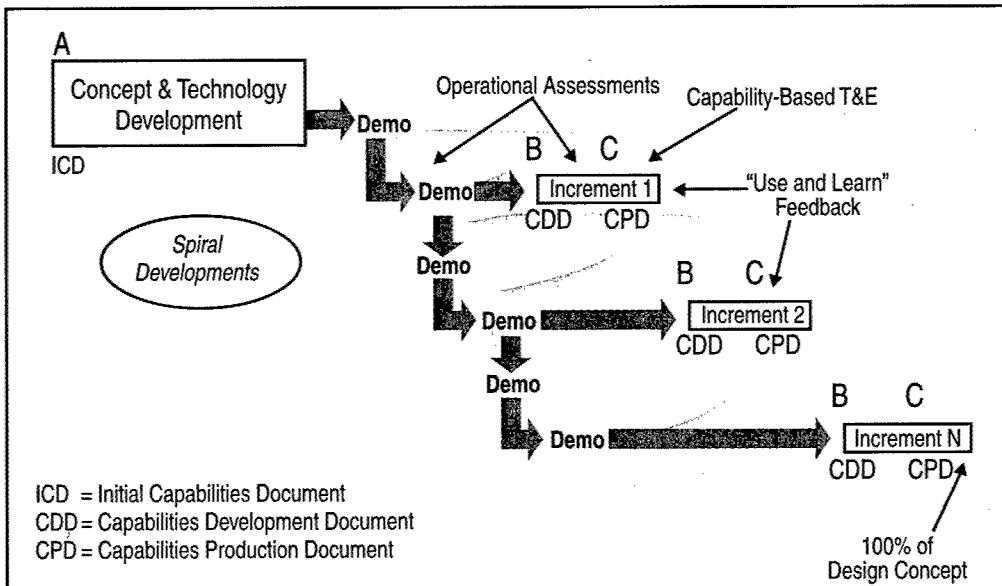 A
Concept & Technology
Development
ICD
Demo
Operational Assessments
Capability-Based T&E
B C
Demo
Increment 1
CDD CPD
"Use and Learn"
Feedback
Spiral
Developments
Demo
B C
Demo
Increment 2
CDD CPD
Demo
B C
Demo
Increment N
CDD CPD
ICD = Initial Capabilities Document
CDD = Capabilities Development Document
CPD = Capabilities Production Document
100% of
Design Concept